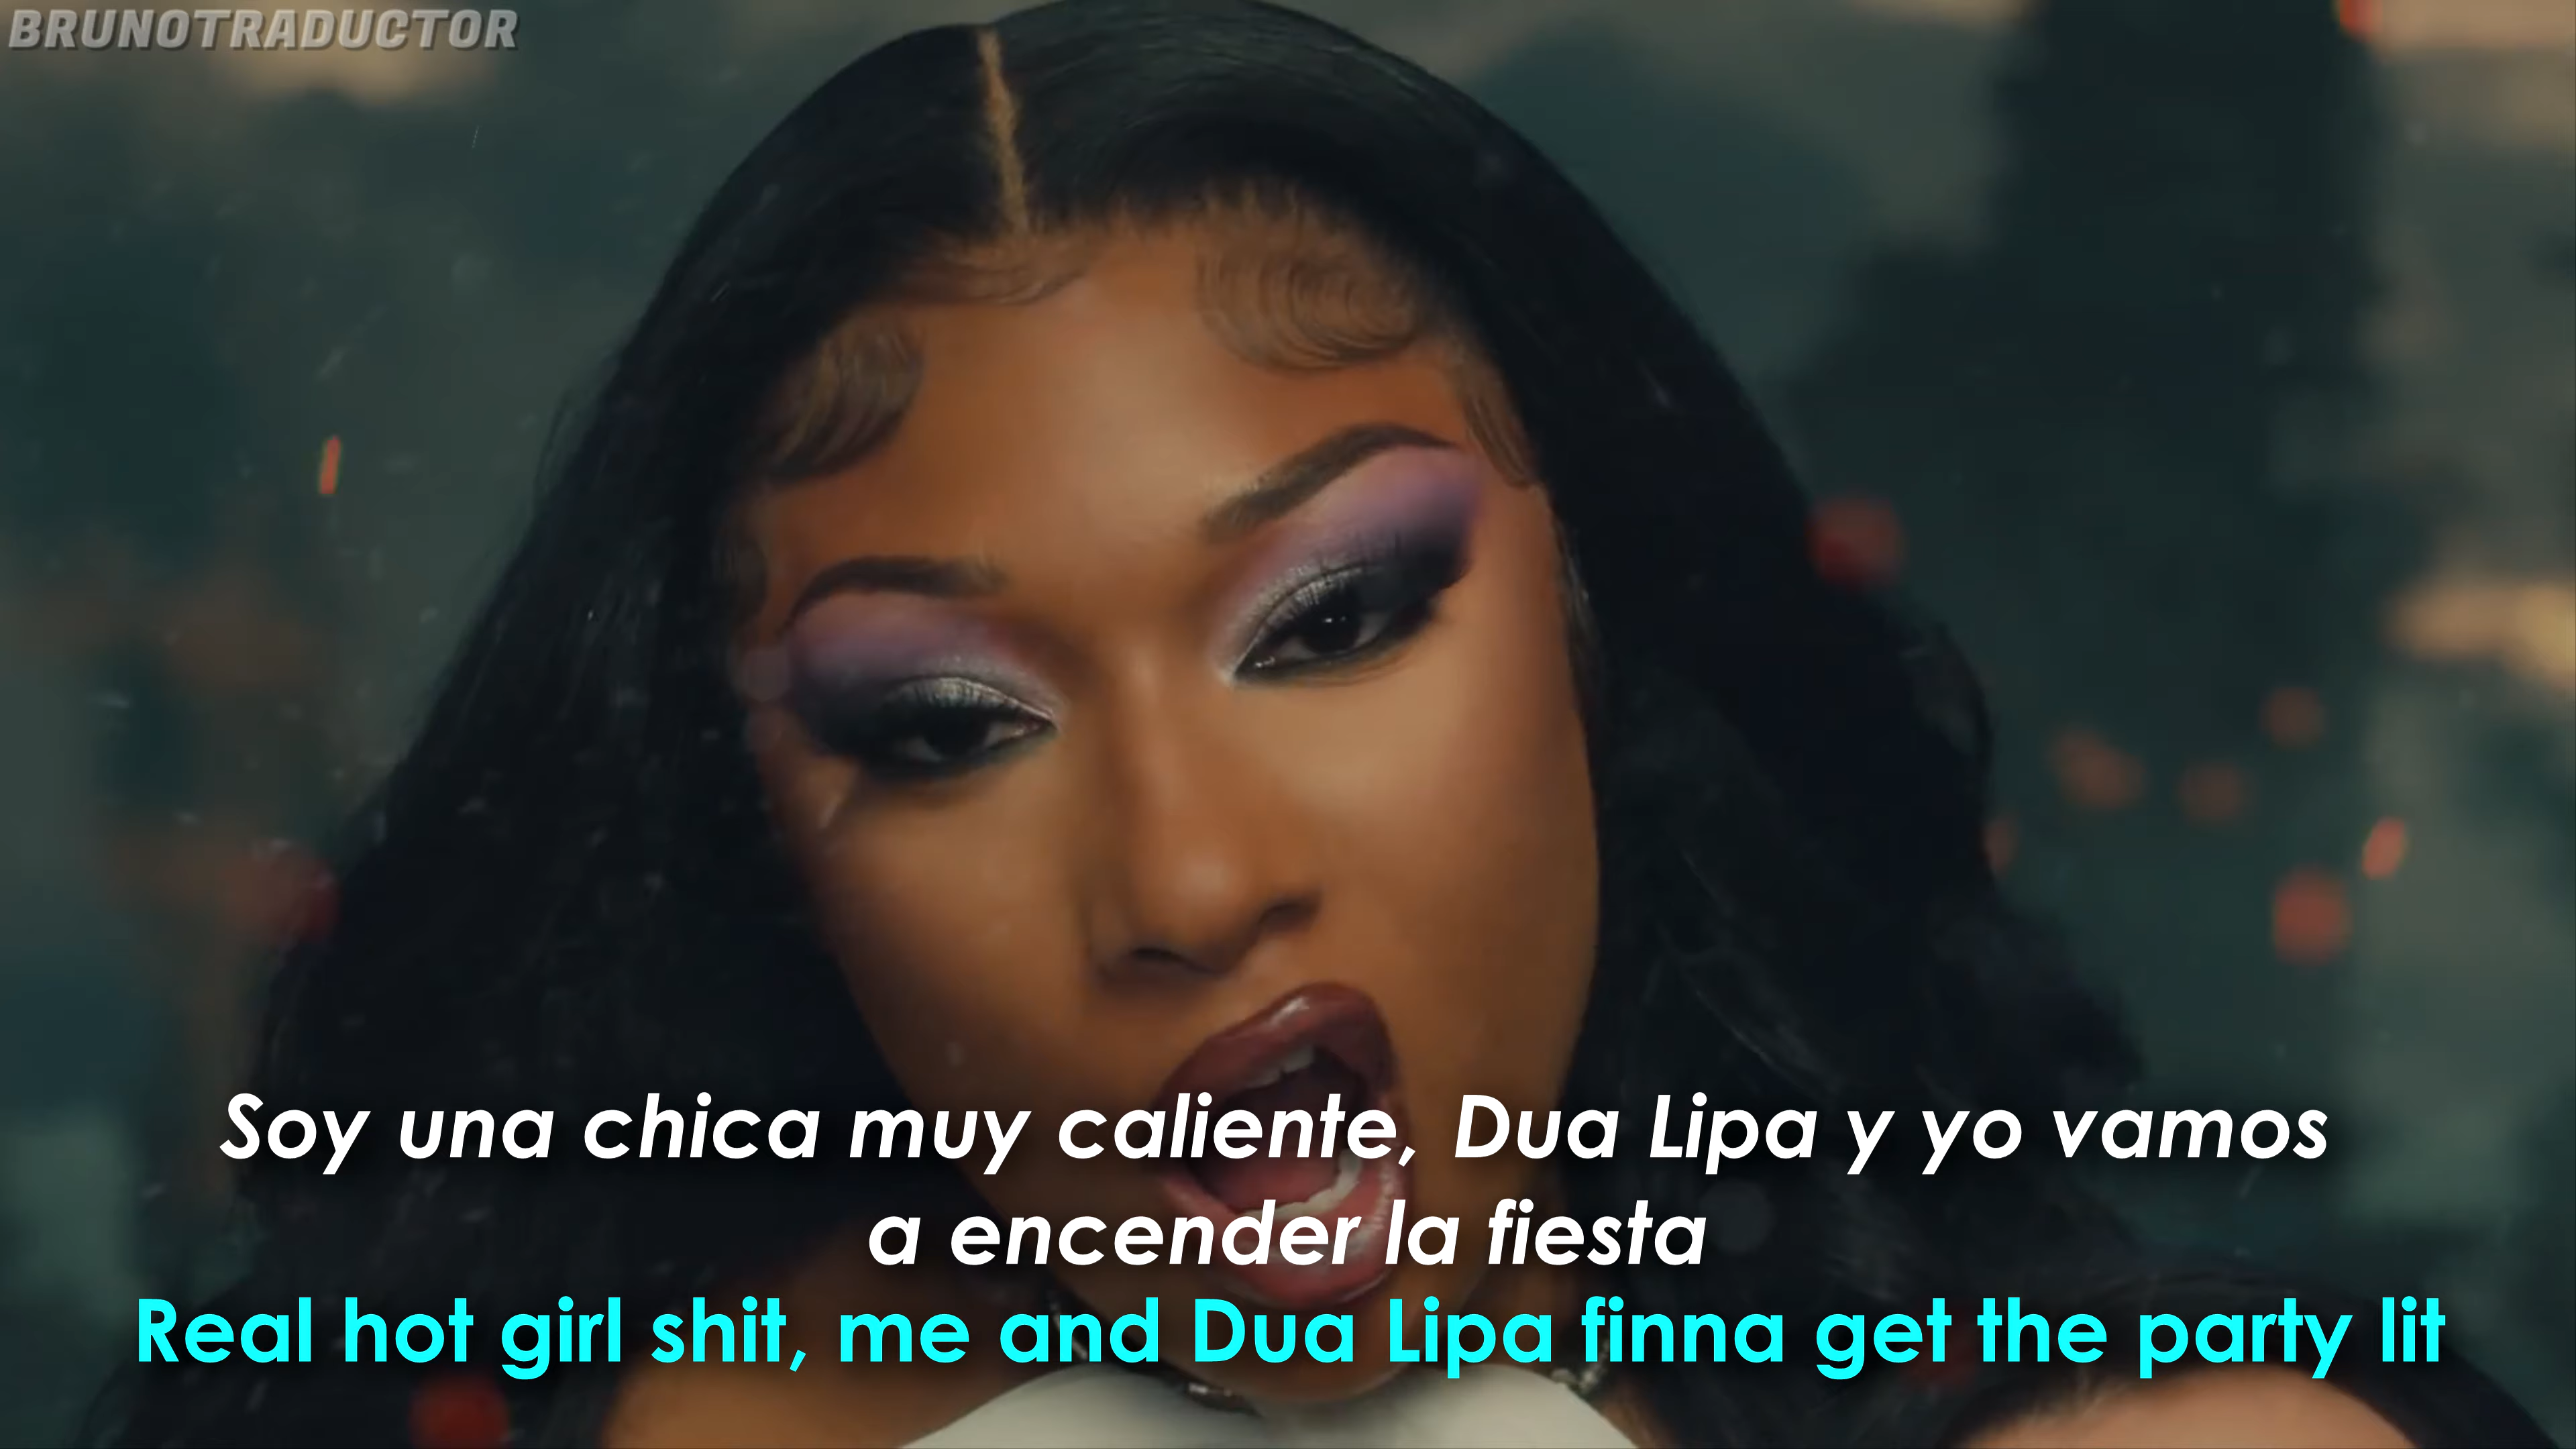 BRUNOTRADUCTOR
Soy una chica muy caliente, Dua Lipa y yo vamos
a encender la fiesta
Real hot girl shit, me and Dua Lipa finna get the party lit